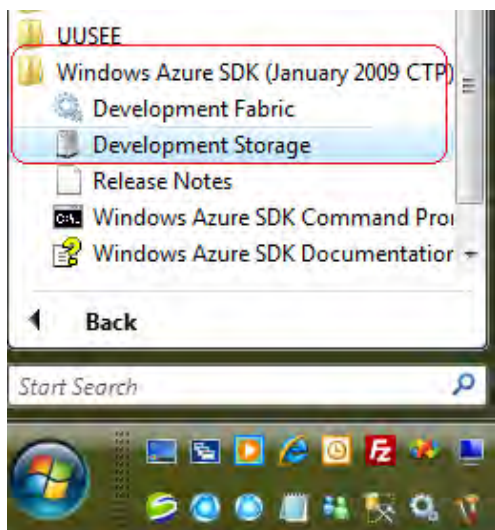 UUSEE
Windows Azure SDK (January 2009 CTP)
Development Fabric
Development Storage
Release Notes
Windows Azure SDK Command Pro
Windows Azure SDK Documentation
Back
Start Search